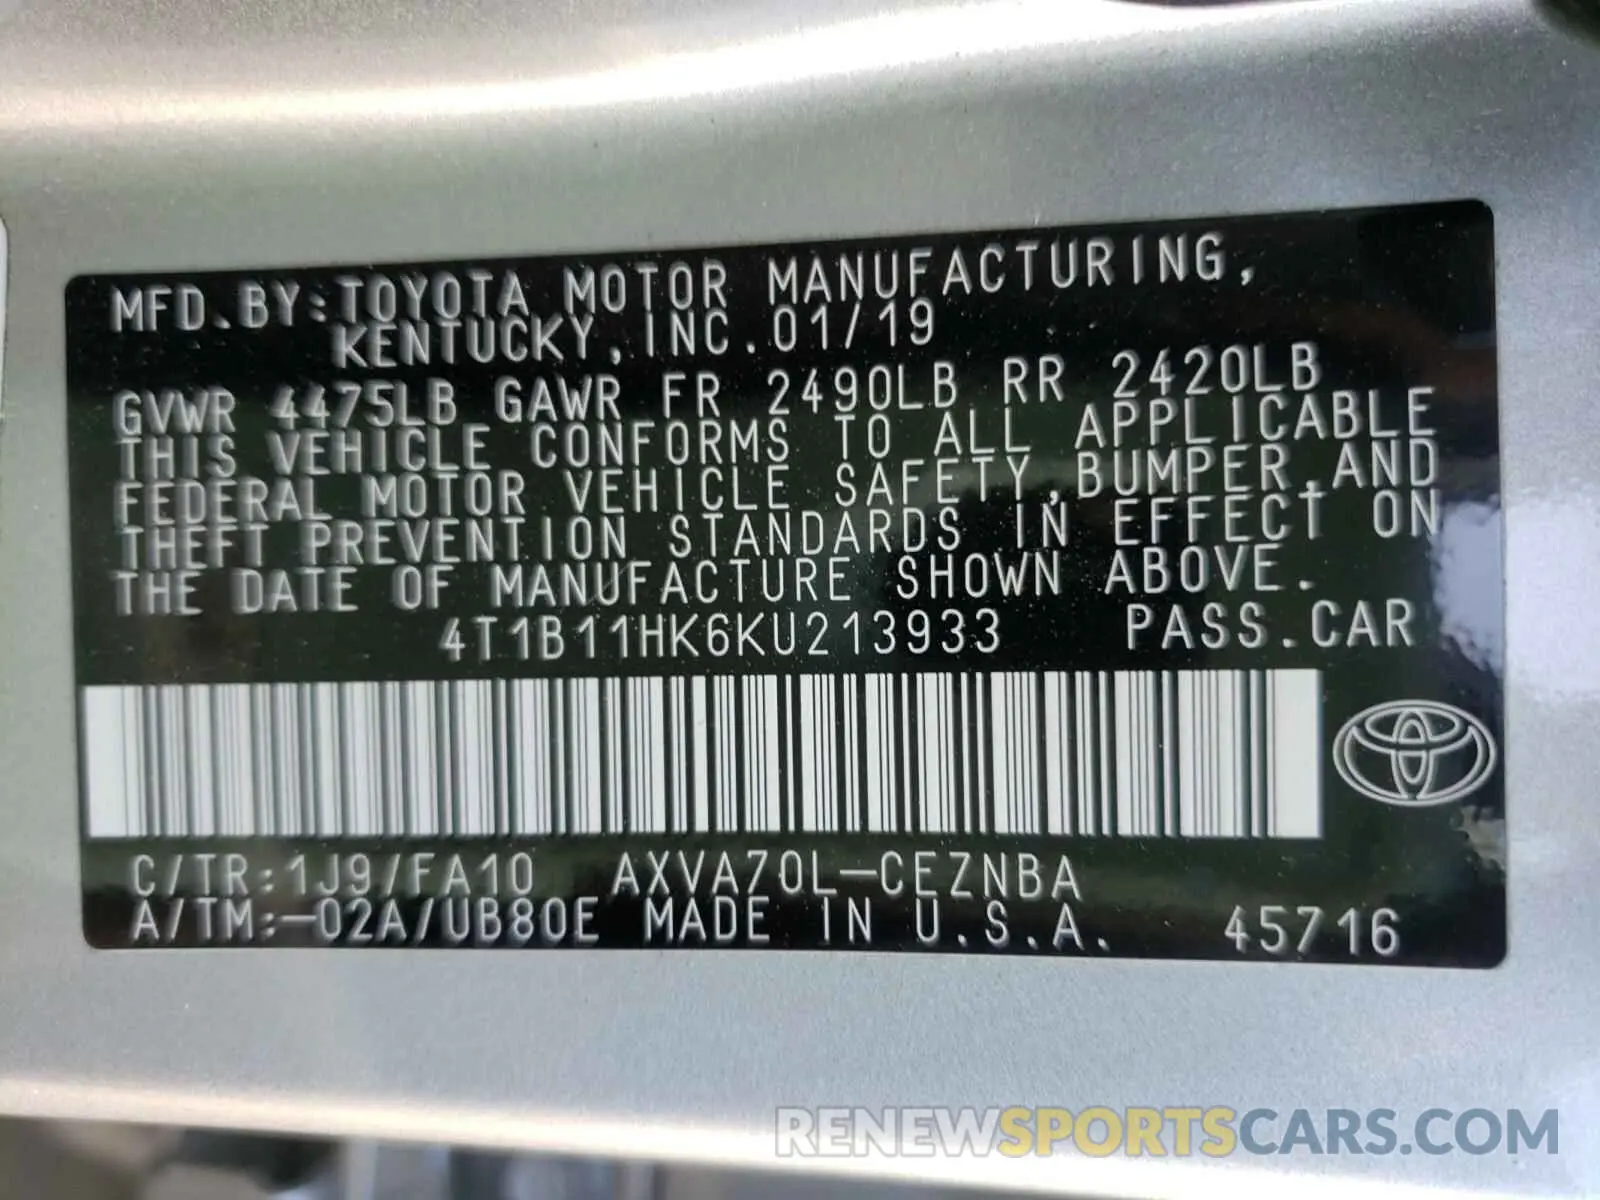 MFD.BY:TOYOTA MOTOR MANUFACTURING,
KENTUCKY,INC.01/19
GVWR 4475LB GAWR FR 2490LB RR 2420LB
THIS VEHICLE CONFORMS TO ALL APPLICABLE
FEDERAL MOTOR VEHICLE SAFETY,BUMPER,AND
THEFT PREVENTION STANDARDS IN EFFECT ON
THE DATE OF MANUFACTURE SHOWN ABOVE.
4T1B11HK6KU213933 PASS.CAR
C/TR:1J9/FA10 AXVA70L-CEZNBA
A/TM:-02A/UB80E MADE IN U.S.A. 45716
RENEWSPORTSCARS.COM